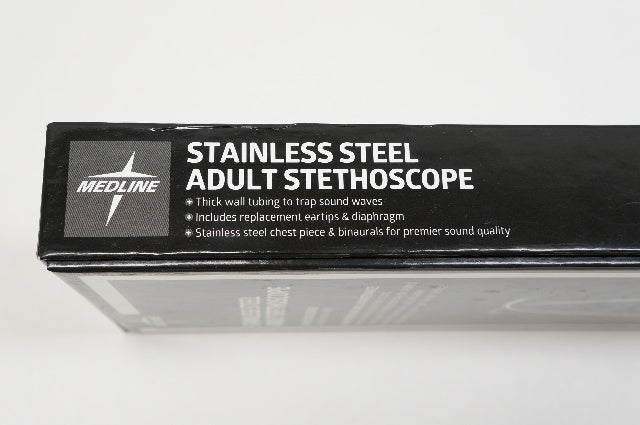 MEDLINE
STAINLESS STEEL
ADULT STETHOSCOPE
Thick wall tubing to trap sound waves
Includes replacement eartips & diaphragm
Stainless steel chest piece & binaurals for premier sound quality